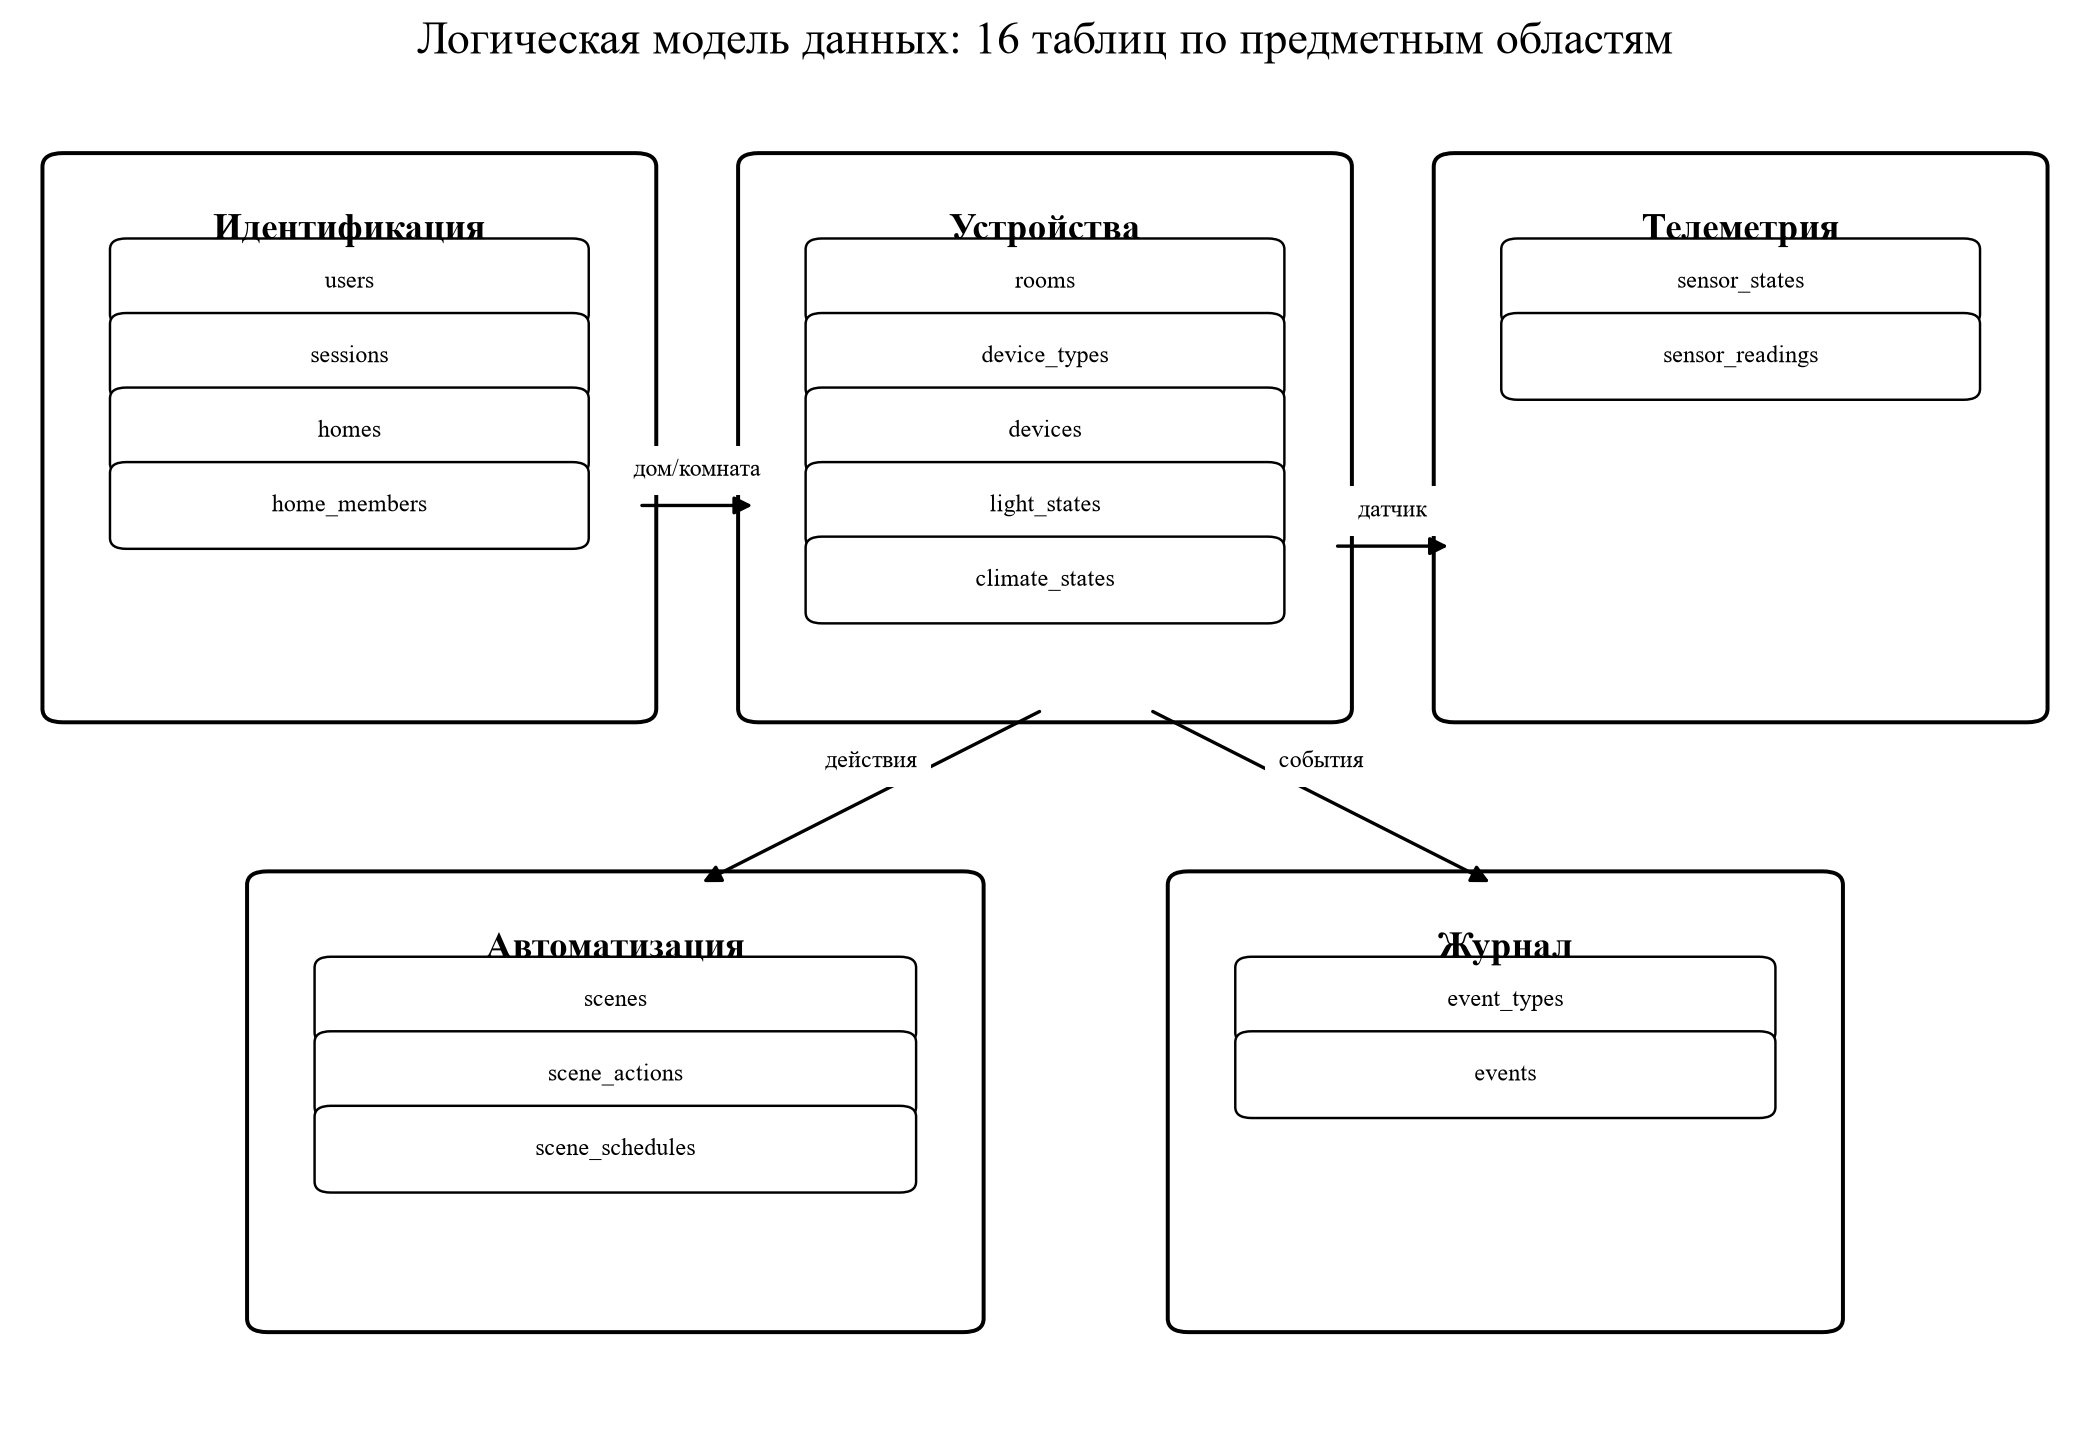 Логическая модель данных: 16 таблиц по предметным областям
Идентификация
users
sessions
homes
home_members
дом/комната
Устройства
rooms
device_types
devices
light_states
climate_states
датчик
Телеметрия
sensor_states
sensor_readings
действия
события
Автоматизация
scenes
scene_actions
scene_schedules
Журнал
event_types
events